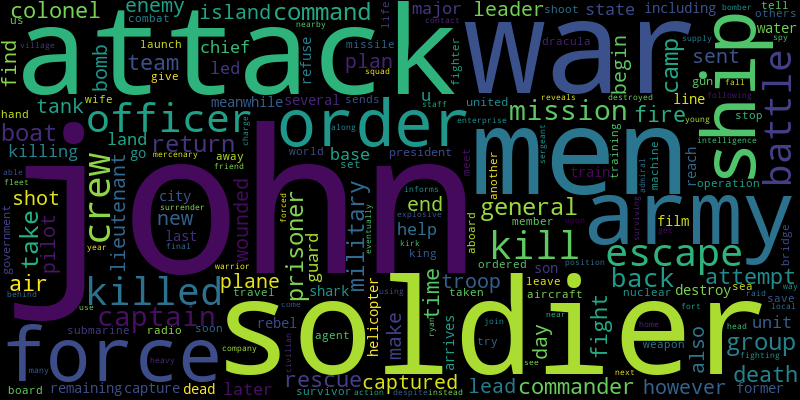 colonel
us
enemy
combat
island
command
life
major
leader
shoot
state
including
bomber
tell
others
spy
water
attack
war
ship
find
village
bomb
launch
team
give
chief
led
refuse
missile
plan
nearby
squad
contact
fighter
dracula
begin
camp
sent
supply
gun
fall
battle
tank
wife
meanwhile
several
sends
u
staff
united
reveals
destroyed
mission
fire
line
following
young
stop
hand
boat
killing
officer
land
go
return
charge
away
friend
mercenary
along
order
world
base
set
president
enterprise
meet
men
another
sergeant
train
training
admiral
machine
reach
intelligence
operation
able
fleet
shot
crew
lieutenant
city
surrender
new
last
final
wounded
john
forced
informs
explosive
kirk
king
eventually
military
help
end
general
member
aboard
army
surviving
film
get
soon
bridge
government
take
pilot
year
warrior
prisoner
guard
kill
ordered
son
position
escape
air
behind
killed
plane
travel
come
shark
using
time
troop
taken
leave
aircraft
back
nuclear
attempt
destroy
sea
raid
save
way
local
fort
use
captain
submarine
radio
rebel
agent
helicopter
make
ryan
arrives
join
try
near
see
day
fight
also
home
weapon
head
unit
fighting
group
force
many
heavy
company
civilian
soldier
board
remaining
capture
dead
later
rescue
survivor
action
captured
despite
instead
lead
commander
next
however
former
death